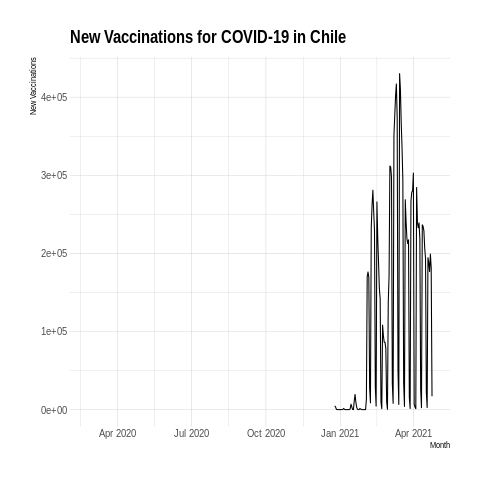 New Vaccinations for COVID-19 in Chile
New Vaccinations
4e+05
3e+05
2e+05
1e+05
0e+00
Apr 2020 Jul 2020 Oct 2020 Jan 2021 Apr 2021
Month